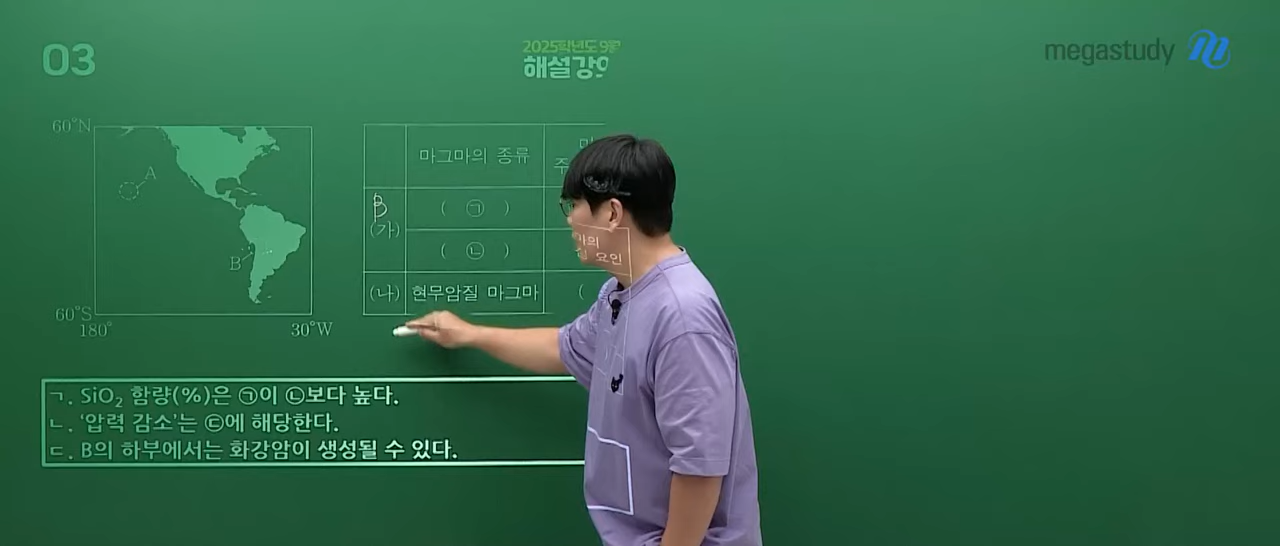 03
2025학년도 9평
해설강의
megastudy
60°N
A
B
60°S
180°
30°W
마그마의 종류
B
(가)
( ㉠ )
( ㉡ )
(나)
현무암질 마그마
(
요인
ㄱ. SiO₂ 함량(%)은 ㉠이 ㉡보다 높다.
ㄴ. ‘압력 감소’는 ㉢에 해당한다.
ㄷ. B의 하부에서는 화강암이 생성될 수 있다.